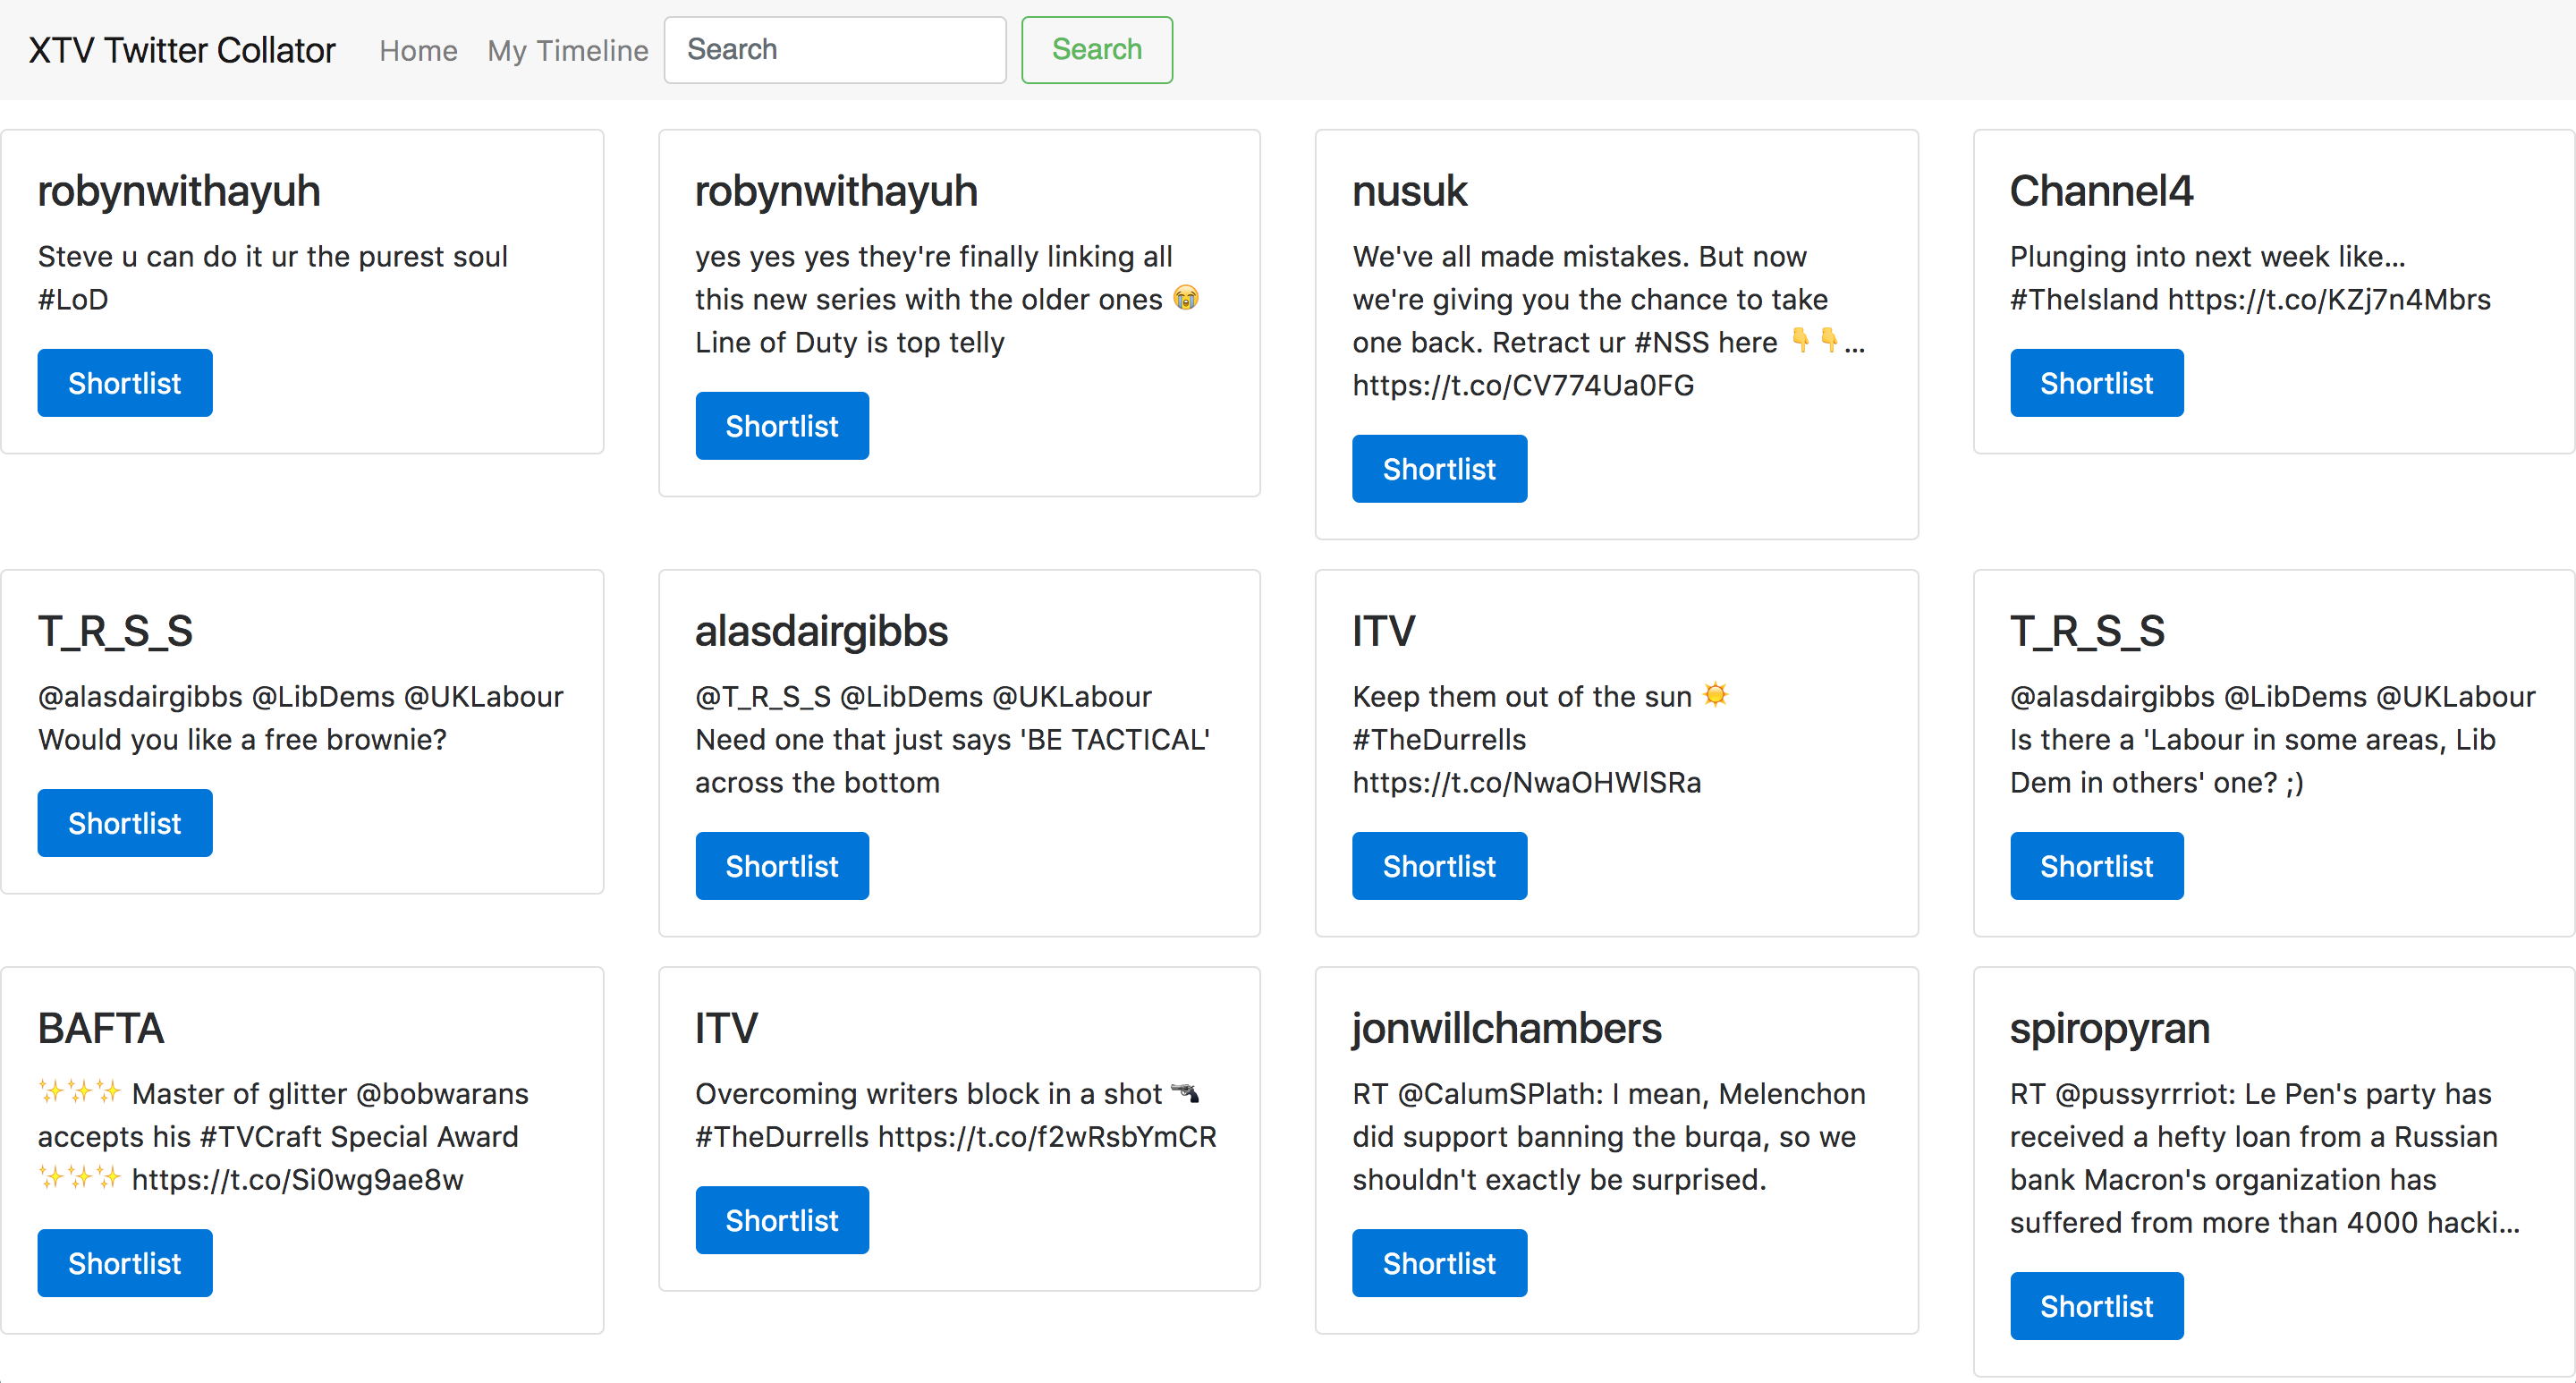 XTV Twitter Collator Home My Timeline Search Search
robynwithayuh
Steve u can do it ur the purest soul
#LoD
Shortlist
robynwithayuh
yes yes yes they're finally linking all
this new series with the older ones 😭
Line of Duty is top telly
Shortlist
nusuk
We've all made mistakes. But now
we're giving you the chance to take
one back. Retract ur #NSS here 👇👇…
https://t.co/CV774Ua0FG
Shortlist
Channel4
Plunging into next week like...
#TheIsland https://t.co/KZj7n4Mbrs
Shortlist
T_R_S_S
@alasdairgibbs @LibDems @UKLabour
Would you like a free brownie?
Shortlist
alasdairgibbs
@T_R_S_S @LibDems @UKLabour
Need one that just says 'BE TACTICAL'
across the bottom
Shortlist
ITV
Keep them out of the sun ☀️
#TheDurrells
https://t.co/NwaOHWlSRa
Shortlist
T_R_S_S
@alasdairgibbs @LibDems @UKLabour
Is there a 'Labour in some areas, Lib
Dem in others' one? ;)
Shortlist
BAFTA
✨✨✨ Master of glitter @bobwarans
accepts his #TVCraft Special Award
✨✨✨ https://t.co/Si0wg9ae8w
Shortlist
ITV
Overcoming writers block in a shot 🔫
#TheDurrells https://t.co/f2wRsbYmCR
Shortlist
jonwillchambers
RT @CalumSPlath: I mean, Melenchon
did support banning the burqa, so we
shouldn't exactly be surprised.
Shortlist
spiropyran
RT @pussyrrriot: Le Pen's party has
received a hefty loan from a Russian
bank Macron's organization has
suffered from more than 4000 hacki…
Shortlist